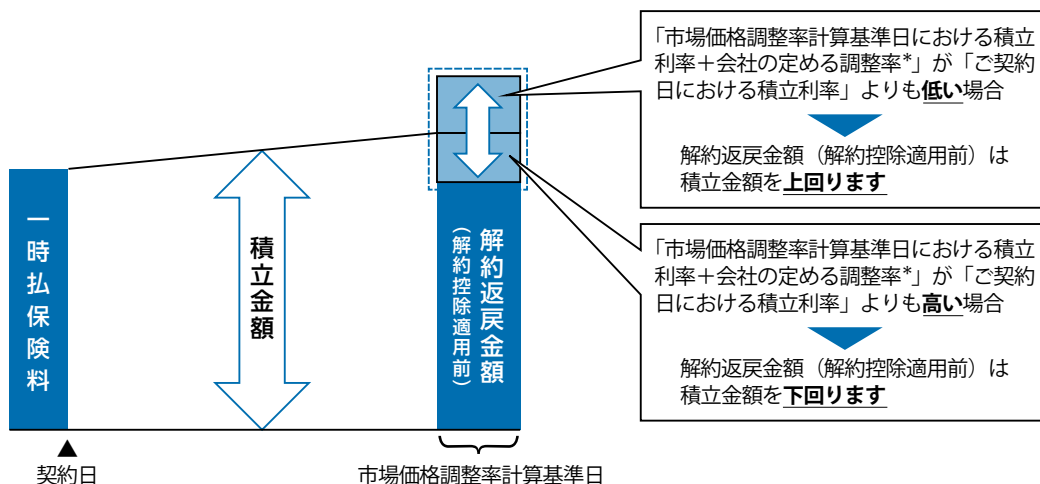 「市場価格調整率計算基準日における積立
利率＋会社の定める調整率*」が「ご契約
日における積立利率」よりも低い場合
解約返戻金額（解約控除適用前）は
積立金額を上回ります
一時払保険料
積立金額
解約返戻金額
（解約控除適用前）
「市場価格調整率計算基準日における積立
利率＋会社の定める調整率*」が「ご契約
日における積立利率」よりも高い場合
解約返戻金額（解約控除適用前）は
積立金額を下回ります
▲
契約日
市場価格調整率計算基準日